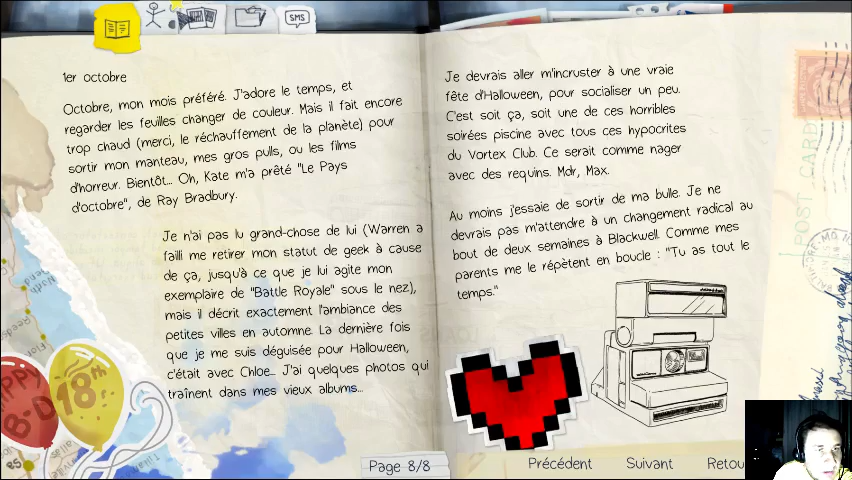 SMS
1er octobre
Octobre, mon mois préféré. J'adore le temps, et
regarder les feuilles changer de couleur. Mais il fait encore
trop chaud (merci, le réchauffement de la planète) pour
sortir mon manteau, mes gros pulls, ou les films
d'horreur. Bientôt... Oh, Kate m'a prêté "Le Pays
d'octobre", de Ray Bradbury.
Je n'ai pas lu grand-chose de lui (Warren a
failli me retirer mon statut de geek à cause
de ça, jusqu'à ce que je lui agite mon
exemplaire de "Battle Royale" sous le nez),
mais il décrit exactement l'ambiance des
petites villes en automne. La dernière fois
que je me suis déguisée pour Halloween,
c'était avec Chloe... J'ai quelques photos qui
traînent dans mes vieux albums...
HAPPY
B-D
18th
85
Page 8/8
Je devrais aller m'incruster à une vraie
fête d'Halloween, pour socialiser un peu.
C'est soit ça, soit une de ces horribles
soirées piscine avec tous ces hypocrites
du Vortex Club. Ce serait comme nager
avec des requins. Mdr, Max.
Au moins j'essaie de sortir de ma bulle. Je ne
devrais pas m'attendre à un changement radical au
bout de deux semaines à Blackwell. Comme mes
parents me le répètent en boucle : "Tu as tout le
temps."
POST CARD
Précédent
Suivant
Retou